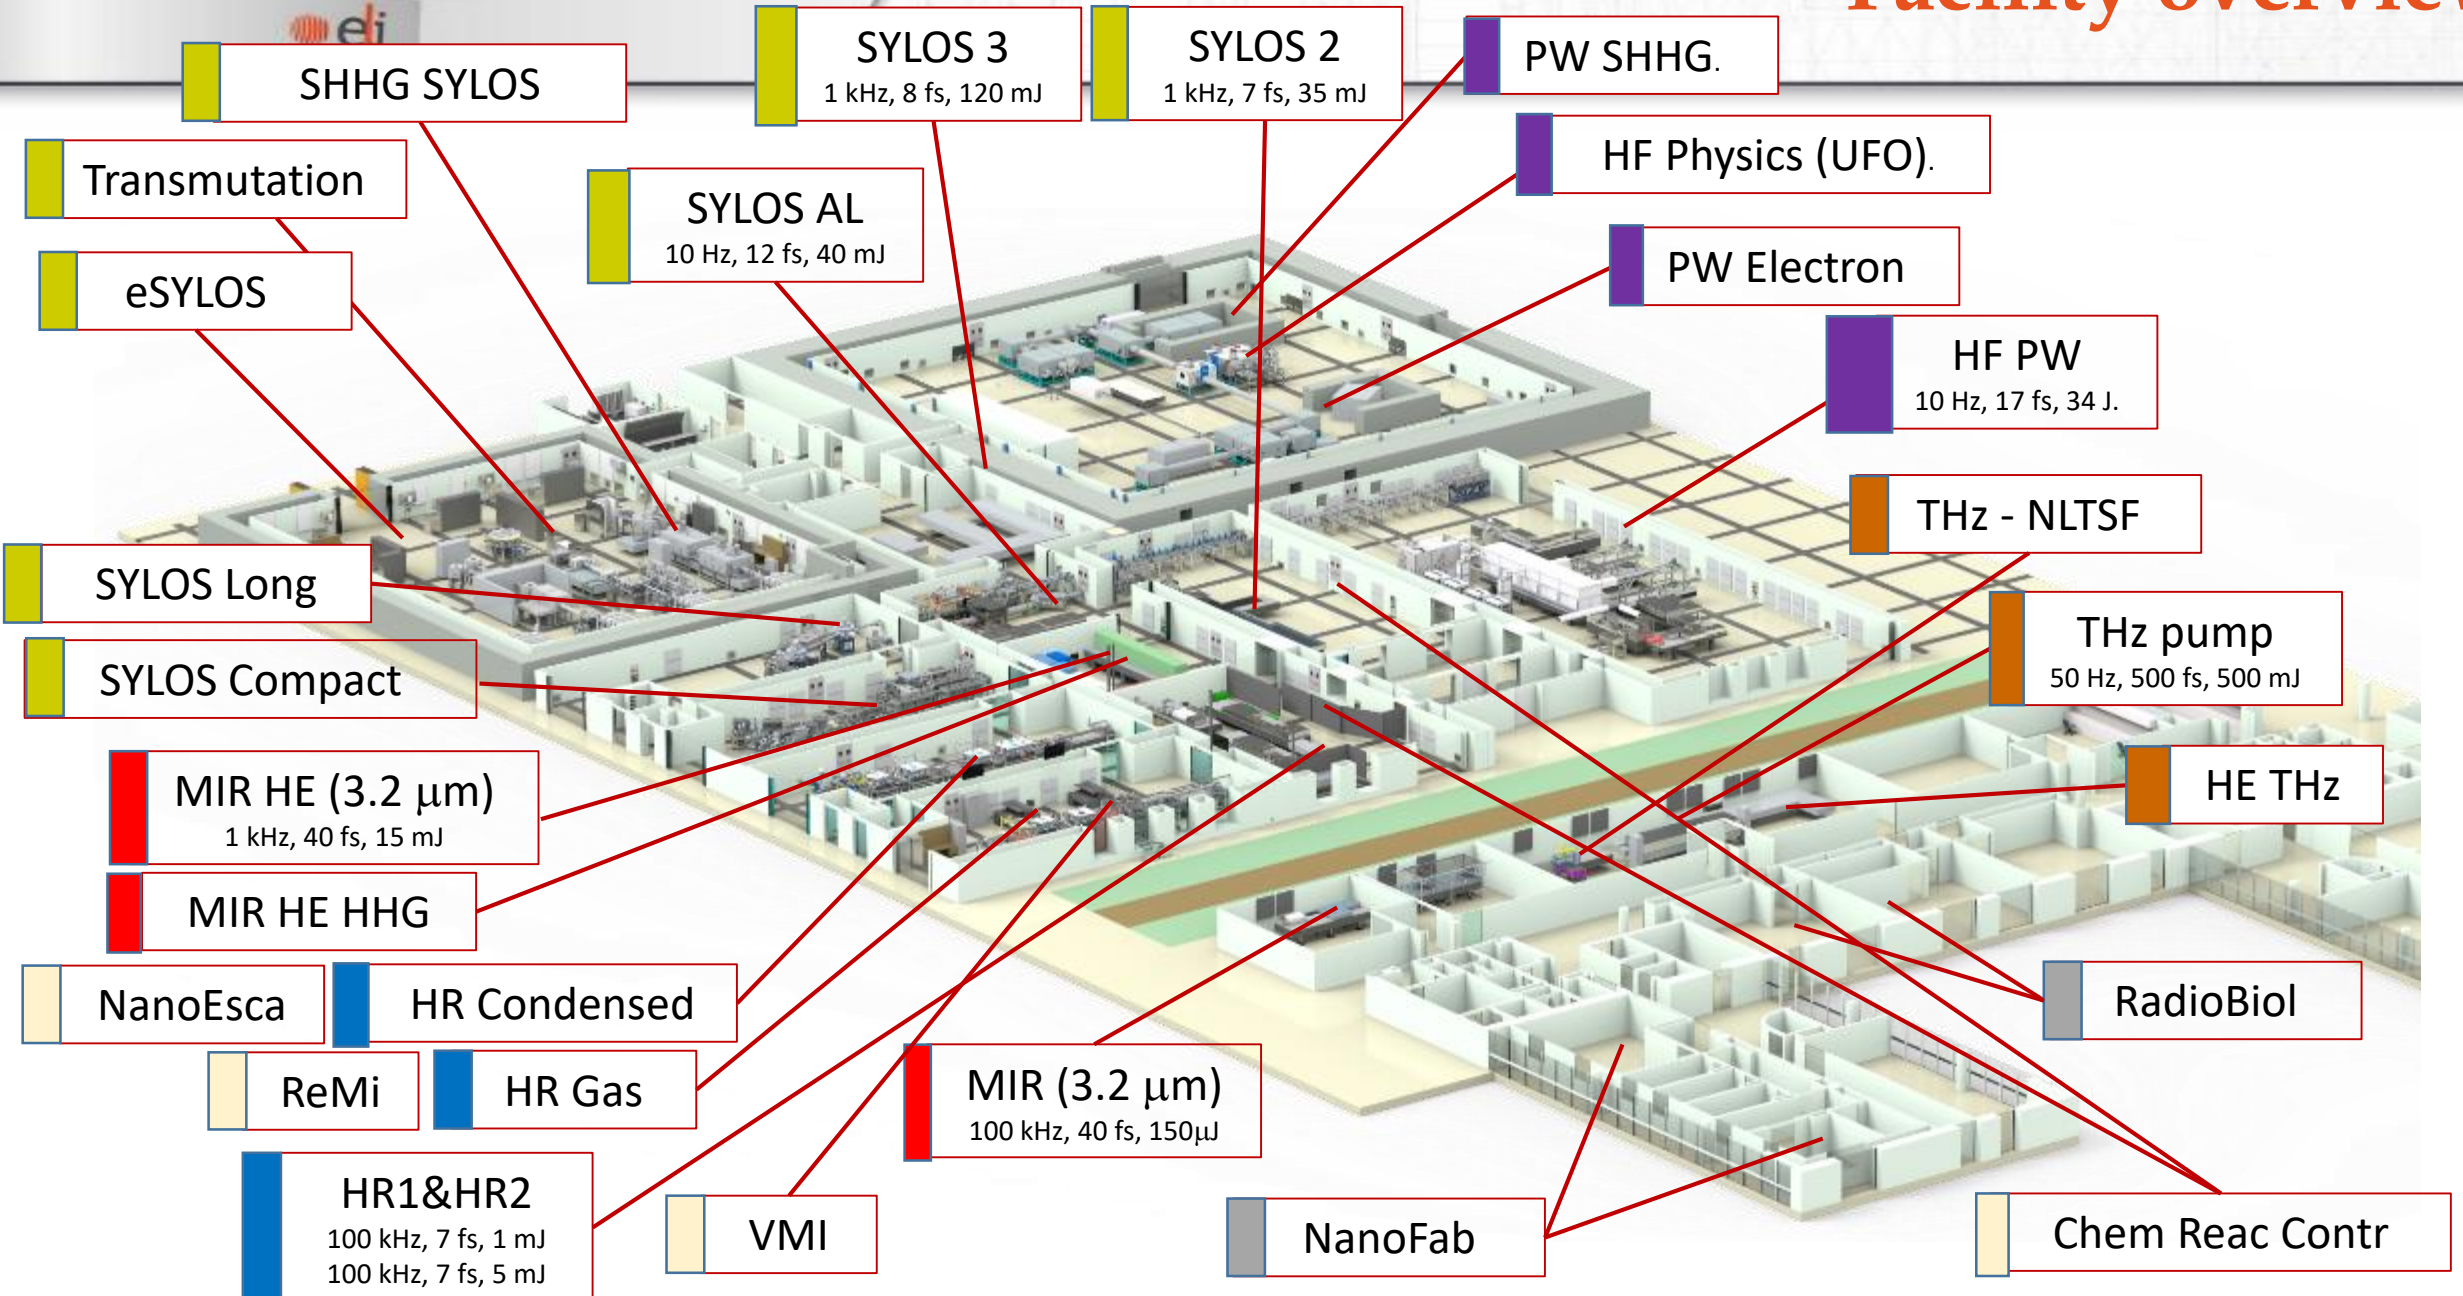 Facility overview
eli
SHHG SYLOS
SYLOS 3
1 kHz, 8 fs, 120 mJ
SYLOS 2
1 kHz, 7 fs, 35 mJ
PW SHHG.
Transmutation
SYLOS AL
10 Hz, 12 fs, 40 mJ
HF Physics (UFO).
eSYLOS
PW Electron
HF PW
10 Hz, 17 fs, 34 J.
THz - NLTSF
SYLOS Long
THz pump
50 Hz, 500 fs, 500 mJ
SYLOS Compact
MIR HE (3.2 μm)
1 kHz, 40 fs, 15 mJ
HE THz
MIR HE HHG
NanoEsca
HR Condensed
RadioBiol
ReMi
HR Gas
MIR (3.2 μm)
100 kHz, 40 fs, 150μJ
HR1&HR2
100 kHz, 7 fs, 1 mJ
100 kHz, 7 fs, 5 mJ
VMI
NanoFab
Chem Reac Contr